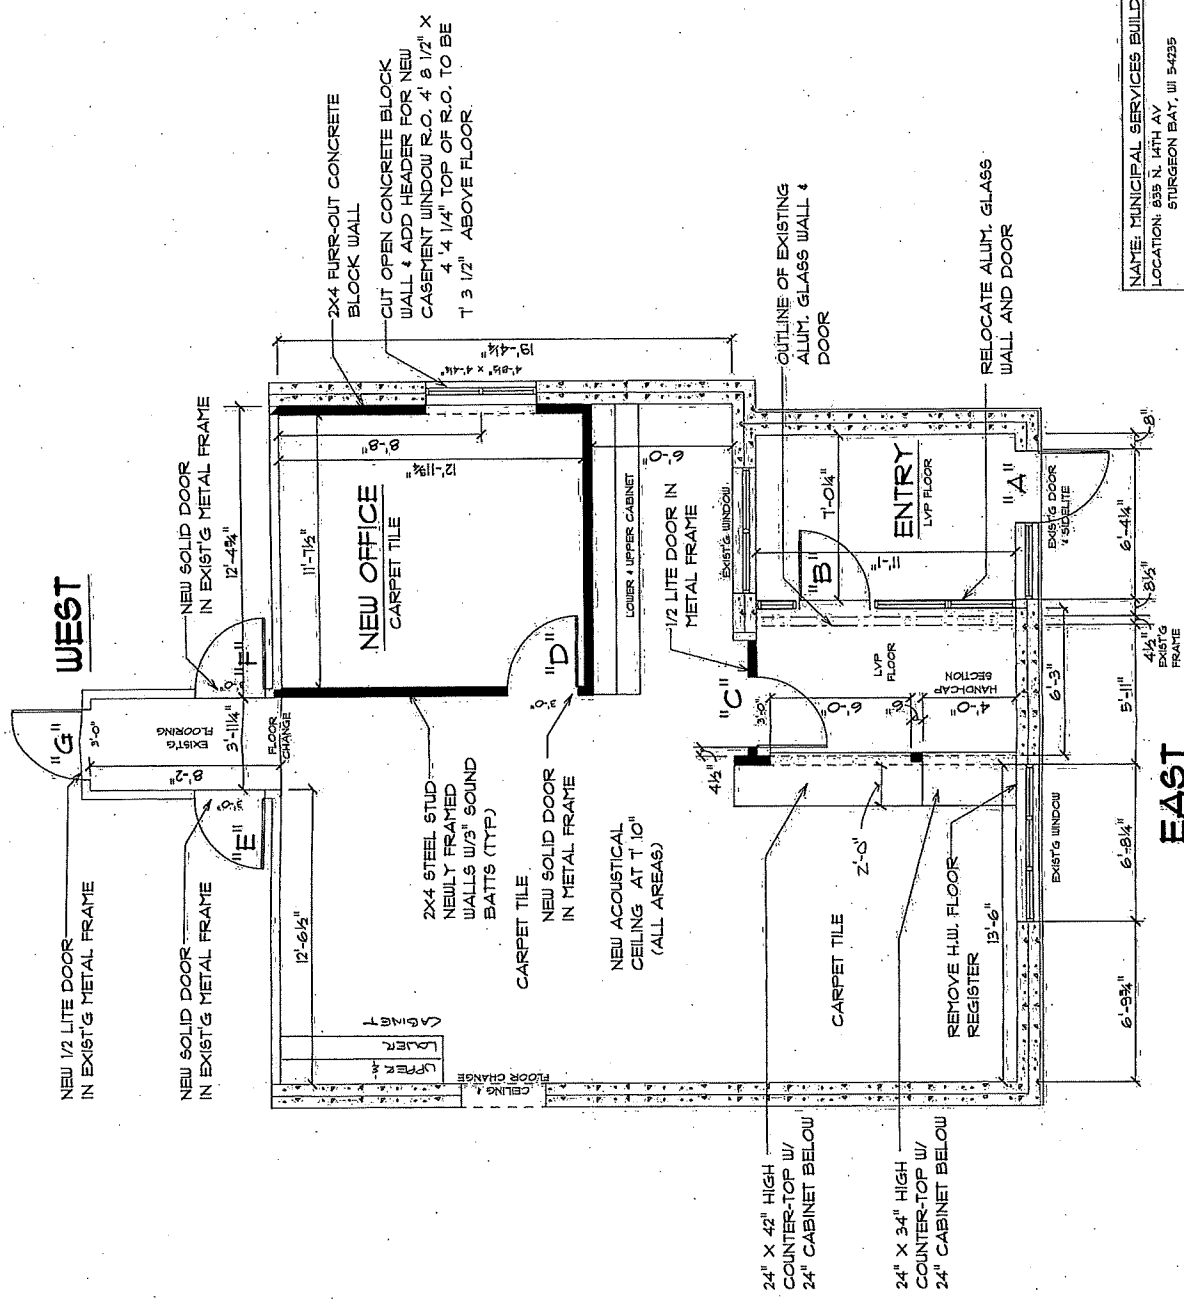 WEST
NEW 1/2 LITE DOOR
IN EXIST'G METAL FRAME
NEW SOLID DOOR
IN EXIST'G METAL FRAME
NEW SOLID DOOR
IN EXIST'G METAL FRAME
"G"
3'-0"
8'-2"
EXIST'G
FLOORING
"E"
3'-0"
"F"
3'-11 1/4"
FLOOR
CHANGE
12'-4 3/4"
12'-6 1/2"
11'-7 1/2"
8'-8"
12'-11 3/4"
NEW OFFICE
CARPET TILE
"D"
3'-0"
2X4 FURR-OUT CONCRETE
BLOCK WALL
CUT OPEN CONCRETE BLOCK
WALL & ADD HEADER FOR NEW
CASEMENT WINDOW R.O. 4' 8 1/2" X
4' 4 1/4" TOP OF R.O. TO BE
7' 3 1/2" ABOVE FLOOR
19'-4 1/4"
4'-8 1/2" X 4'-4 1/4"
2X4 STEEL STUD
NEWLY FRAMED
WALLS W/3" SOUND
BATTS (TYP)
CARPET TILE
NEW SOLID DOOR
IN METAL FRAME
NEW ACOUSTICAL
CEILING AT 7' 10"
(ALL AREAS)
LOWER & UPPER CABINET
6'-0"
1/2 LITE DOOR IN
METAL FRAME
UPPER
LOWER
CABINET
CEILING &
FLOOR CHANGE
OUTLINE OF EXISTING
ALUM. GLASS WALL &
DOOR
RELOCATE ALUM. GLASS
WALL AND DOOR
EXIST'G WINDOW
"B"
7'-0 1/4"
11'-1"
ENTRY
LVP FLOOR
"A"
EXIST'G DOOR
& SIDELITE
"C"
3'-0"
4 1/2"
6'-0"
6"
4'-0"
LVP
FLOOR
HANDI-CAP
SECTION
6'-3"
2'-0"
CARPET TILE
REMOVE H.W. FLOOR
REGISTER
13'-6"
EXIST'G WINDOW
24" X 42" HIGH
COUNTER-TOP W/
24" CABINET BELOW
24" X 34" HIGH
COUNTER-TOP W/
24" CABINET BELOW
6'-9 3/4"
6'-8 1/4"
5'-11"
4 1/2"
EXIST'G
FRAME
8 1/2"
6'-4 1/4"
8"
EAST
NAME: MUNICIPAL SERVICES BUILD
LOCATION: 835 N. 14TH AV
STURGEON BAY, WI 54235